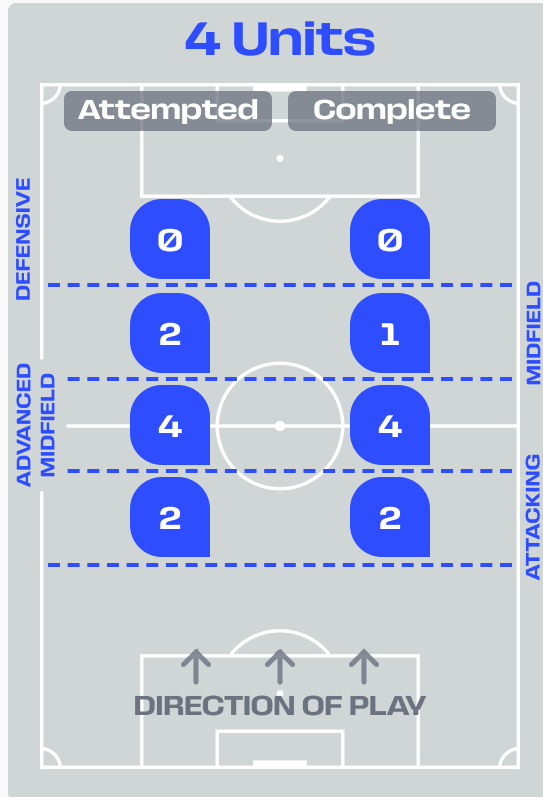 4 Units
Attempted Complete
DEFENSIVE
0 0
MIDFIELD
2 1
ADVANCED
MIDFIELD
4 4
ATTACKING
2 2
DIRECTION OF PLAY